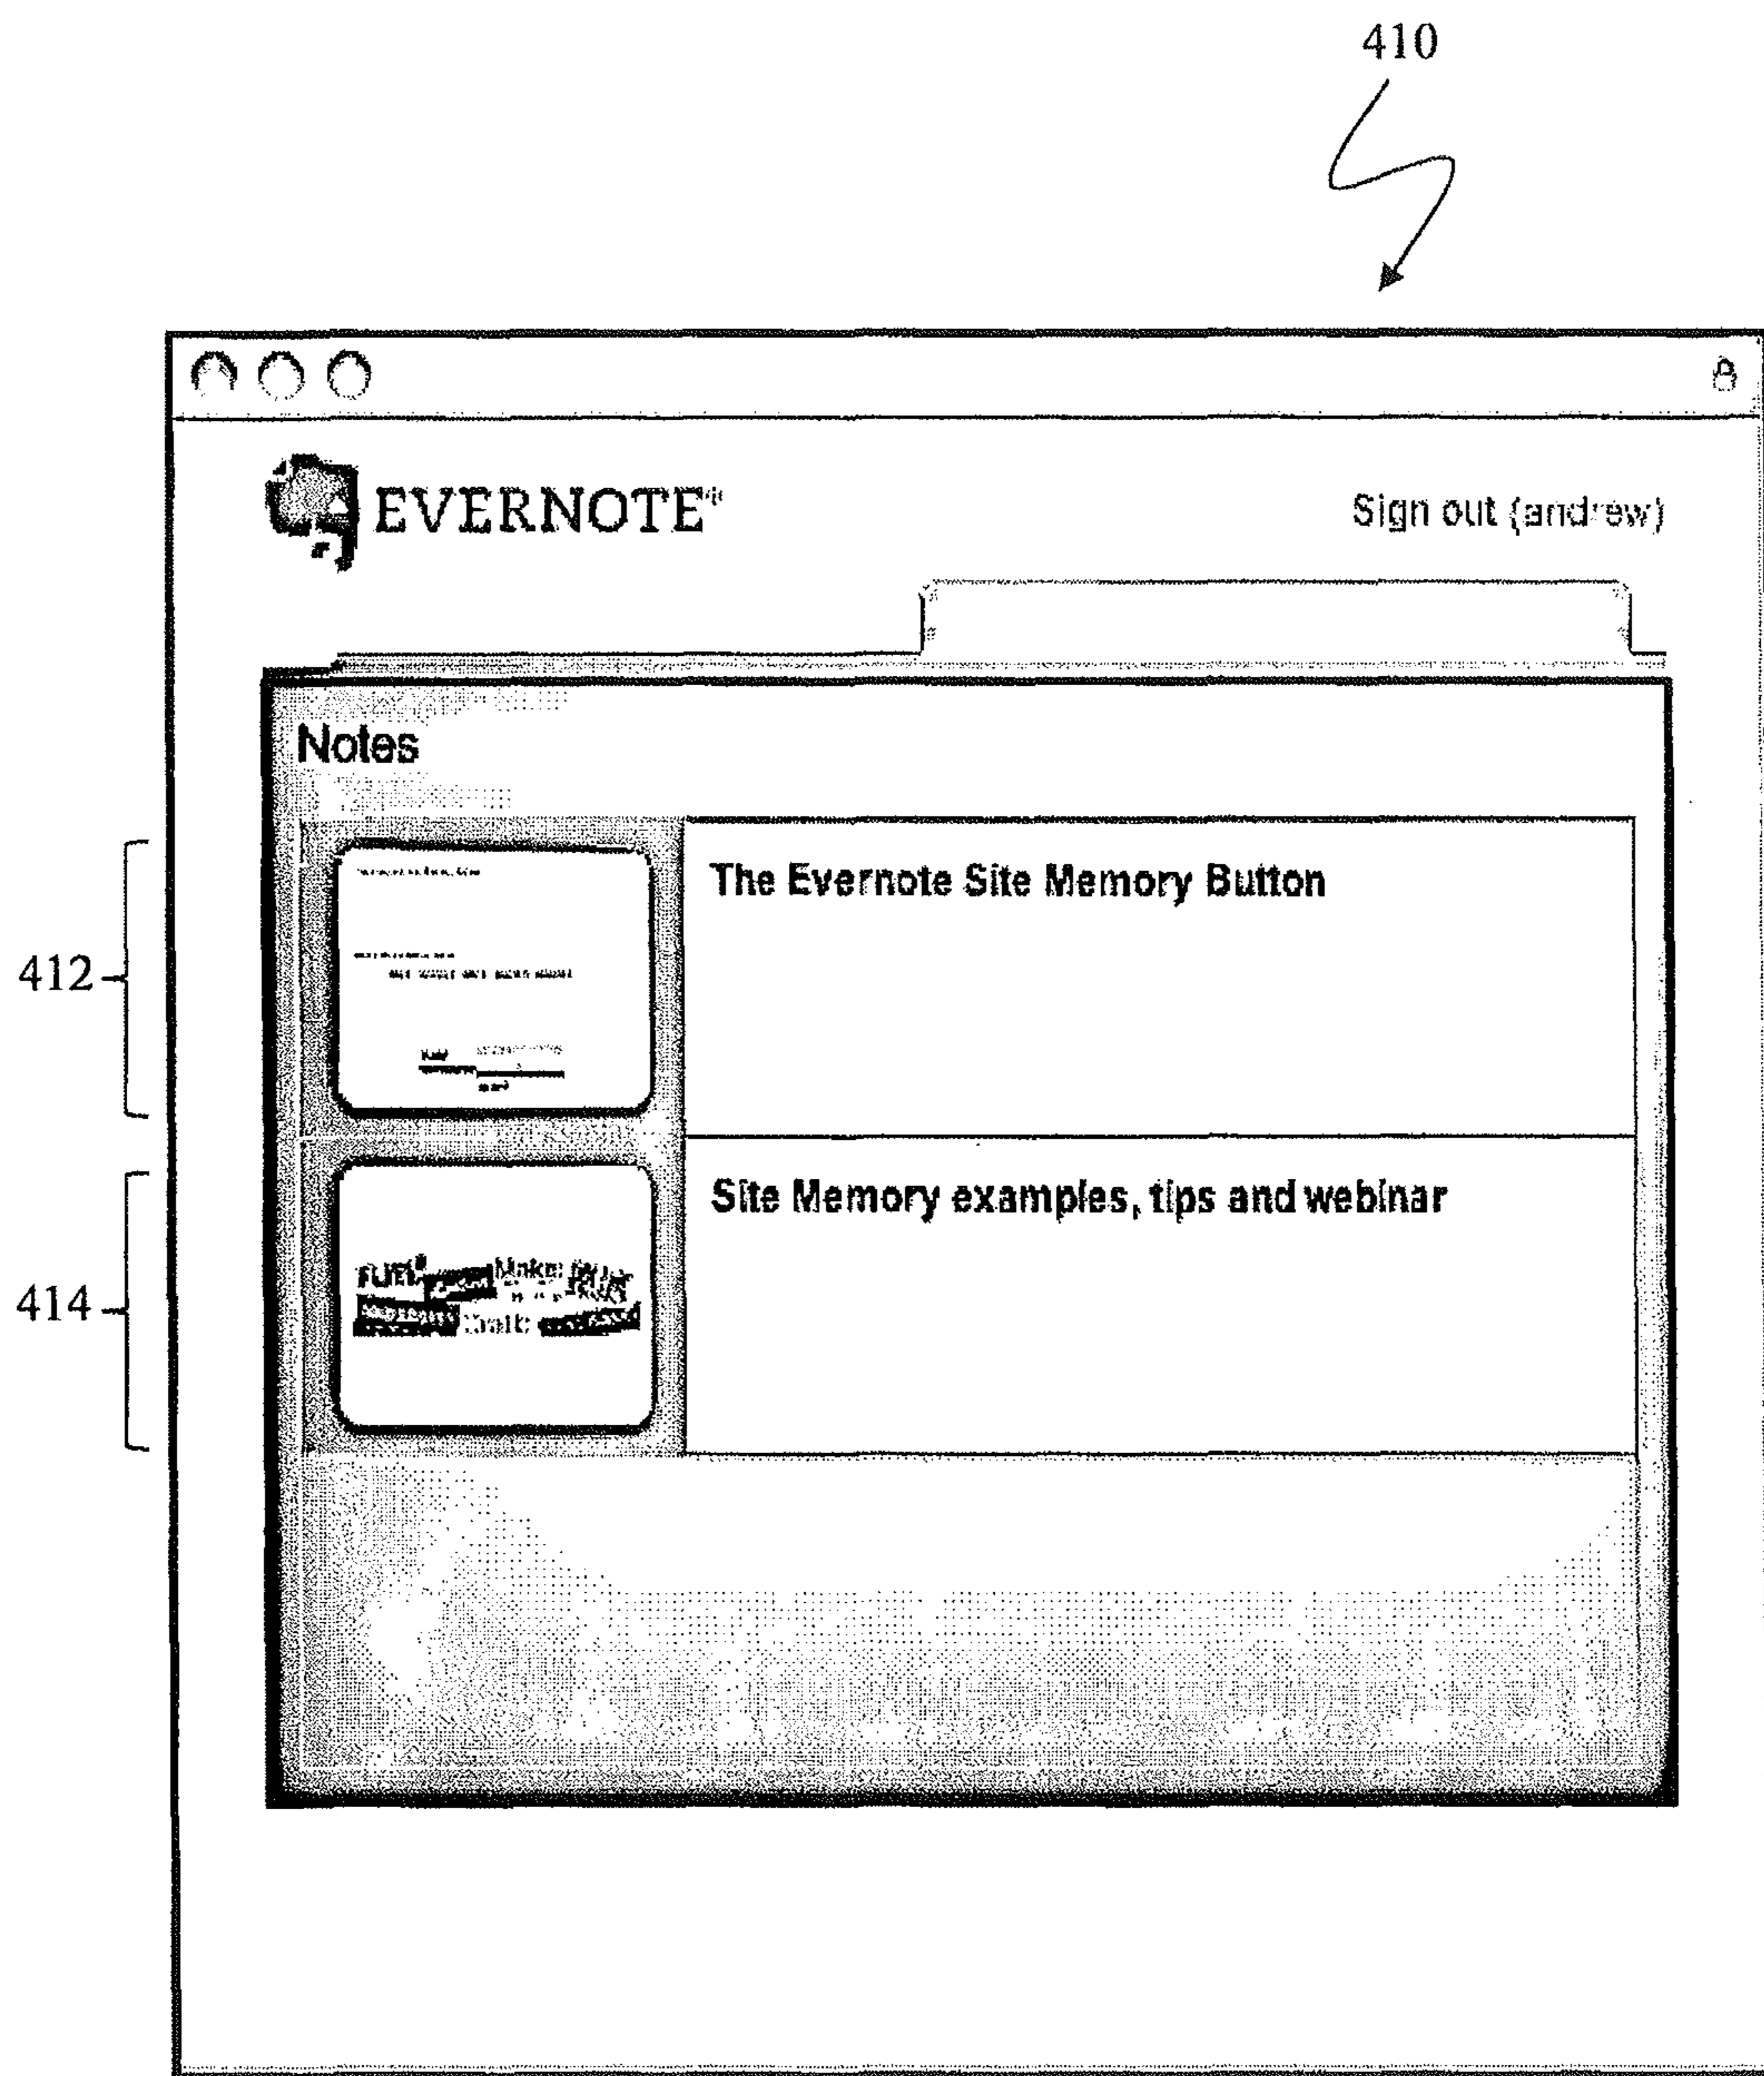 410
EVERNOTE®
Sign out (andrew)
Notes
412
The Evernote Site Memory Button
414
Site Memory examples, tips and webinar